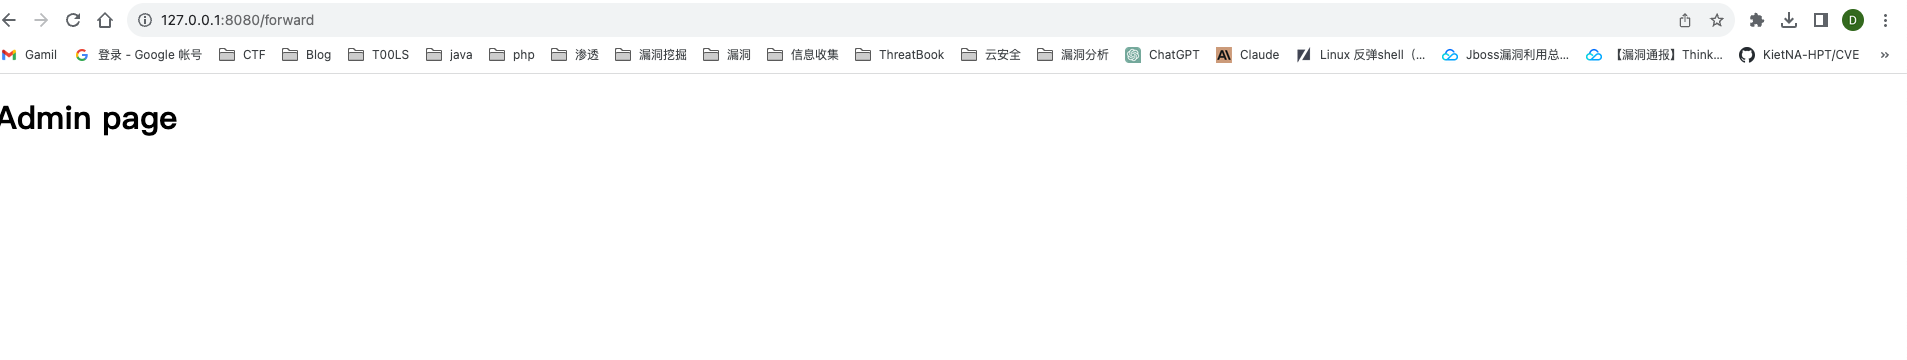 127.0.0.1:8080/forward
D
Gamil 登录 - Google 帐号 CTF Blog T00LS java php 渗透 漏洞挖掘 漏洞 信息收集 ThreatBook 云安全 漏洞分析 ChatGPT Claude Linux 反弹shell（... Jboss漏洞利用总... 【漏洞通报】Think... KietNA-HPT/CVE »
Admin page